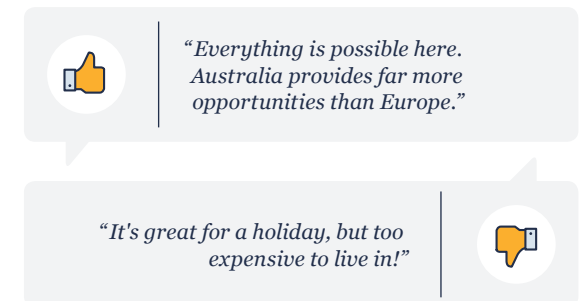 “Everything is possible here.
Australia provides far more
opportunities than Europe.”
“It's great for a holiday, but too
expensive to live in!”